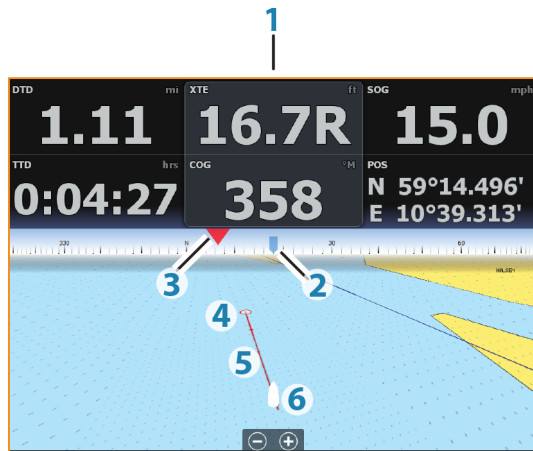 1
DTD mi XTE ft SOG mph
1.11 16.7R 15.0
TTD hrs COG °M POS
0:04:27 358 N 59°14.496'
E 10°39.313'
330 N 30 60
3 2
HALSEN
4
5
6